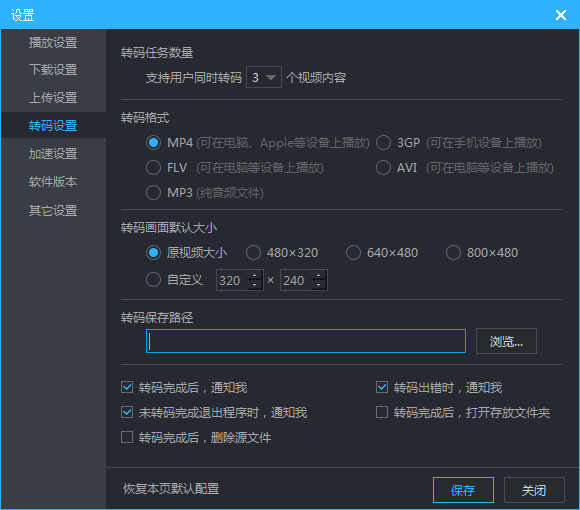 设置
播放设置
下载设置
上传设置
转码设置
加速设置
软件版本
其它设置
转码任务数量
支持用户同时转码 3 个视频内容
转码格式
MP4 (可在电脑、Apple等设备上播放) 3GP (可在手机设备上播放)
FLV (可在电脑等设备上播放) AVI (可在电脑等设备上播放)
MP3 (纯音频文件)
转码画面默认大小
原视频大小 480×320 640×480 800×480
自定义 320 × 240
转码保存路径
浏览...
转码完成后，通知我 转码出错时，通知我
未转码完成退出程序时，通知我 转码完成后，打开存放文件夹
转码完成后，删除源文件
恢复本页默认配置 保存 关闭